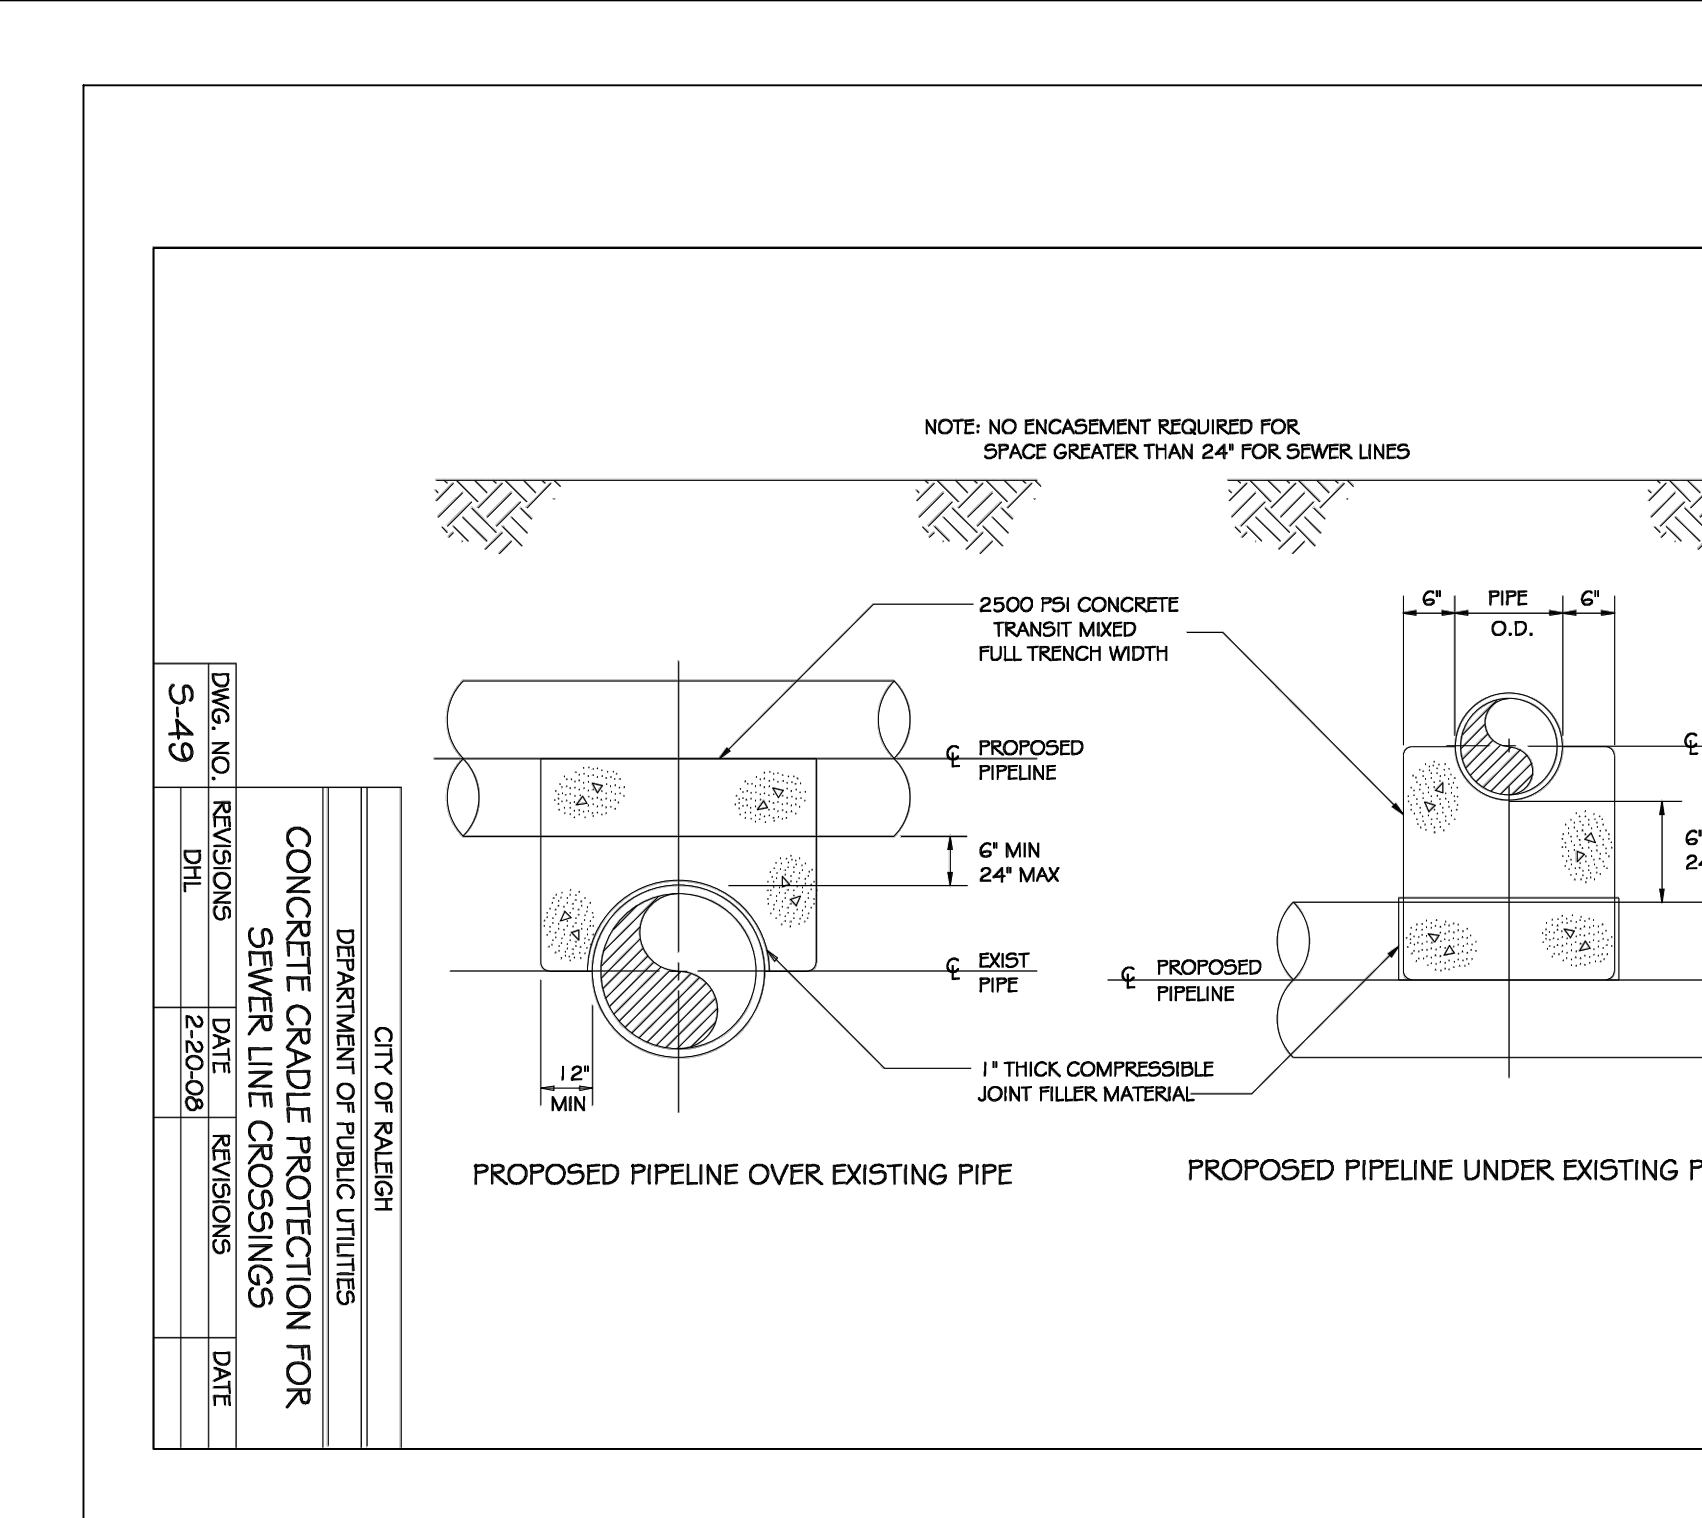 NOTE: NO ENCASEMENT REQUIRED FOR
SPACE GREATER THAN 24" FOR SEWER LINES
2500 PSI CONCRETE
TRANSIT MIXED
FULL TRENCH WIDTH
6"
PIPE
O.D.
6"
℄ PROPOSED
PIPELINE
℄
6" MIN
24" MAX
6"
℄ EXIST
PIPE
℄ PROPOSED
PIPELINE
1" THICK COMPRESSIBLE
JOINT FILLER MATERIAL
12"
MIN
PROPOSED PIPELINE OVER EXISTING PIPE
PROPOSED PIPELINE UNDER EXISTING
CITY OF RALEIGH
DEPARTMENT OF PUBLIC UTILITIES
CONCRETE CRADLE PROTECTION FOR
SEWER LINE CROSSINGS
DWG. NO.
S-49
REVISIONS
DHL
DATE
2-20-08
REVISIONS
DATE